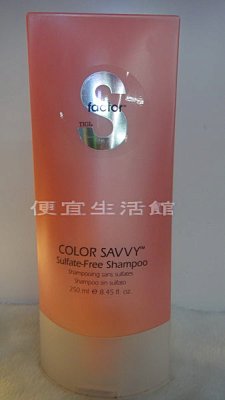 S
factor™
TIGI
便宜生活館
COLOR SAVVY™
Sulfate-Free Shampoo
Shampooing sans sulfates
Shampoo sin sulfato
250 ml e 8.45 fl. oz.